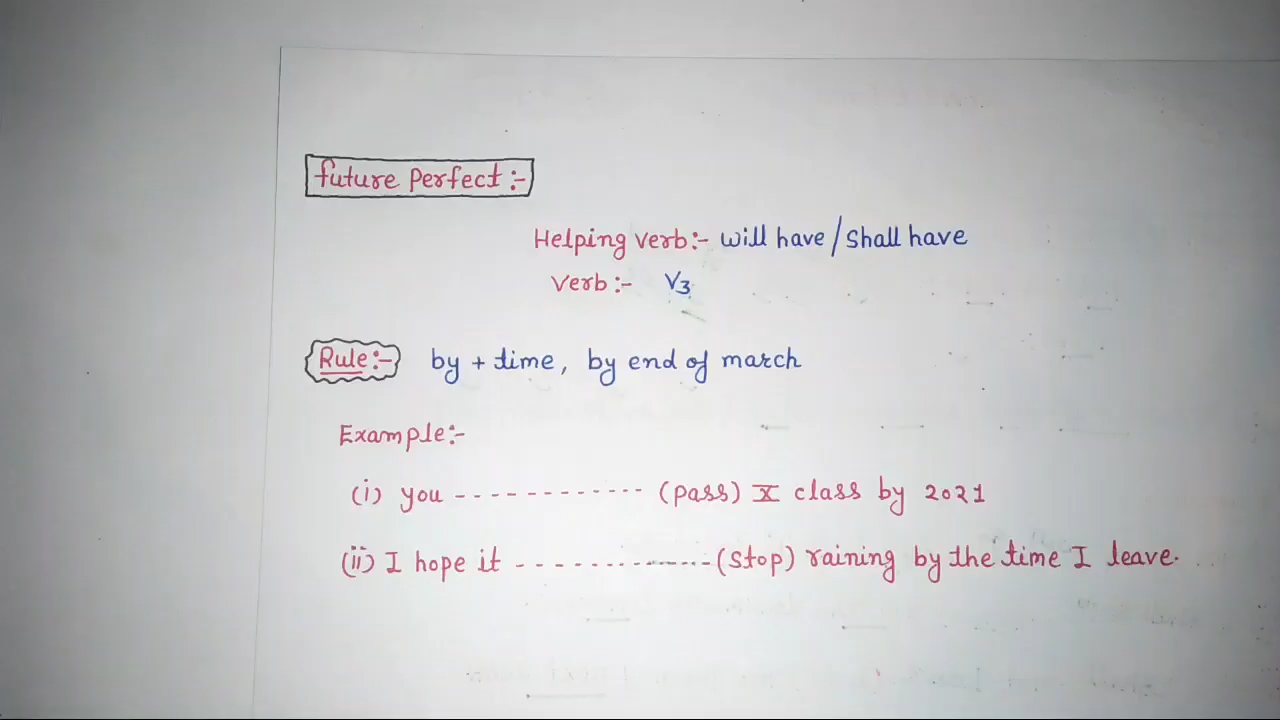 future Perfect :-
Helping verb:- will have / Shall have
Verb :- V3
Rule:- by + time, by end of march
Example:-
(i) you ------------ (pass) X class by 2021
(ii) I hope it ------------- (Stop) raining by the time I leave.